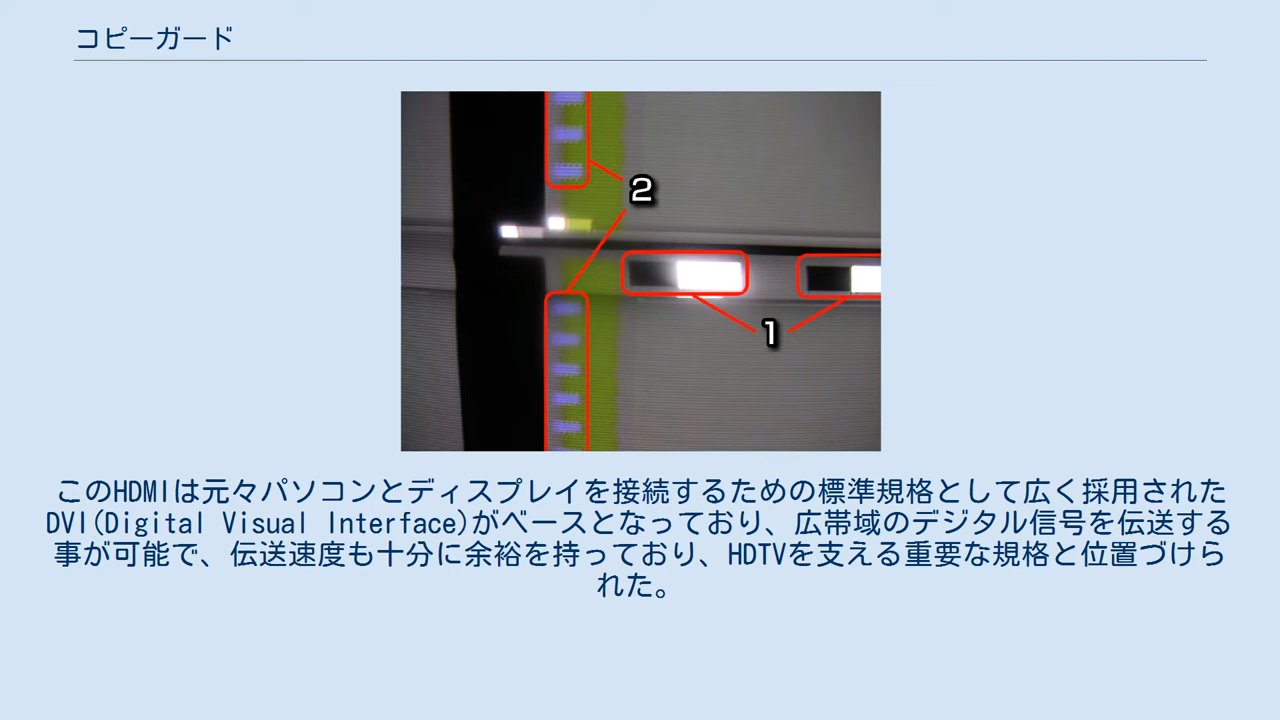 コピーガード
2
1
このHDMIは元々パソコンとディスプレイを接続するための標準規格として広く採用された
DVI(Digital Visual Interface)がベースとなっており、広帯域のデジタル信号を伝送する
事が可能で、伝送速度も十分に余裕を持っており、HDTVを支える重要な規格と位置づけら
れた。